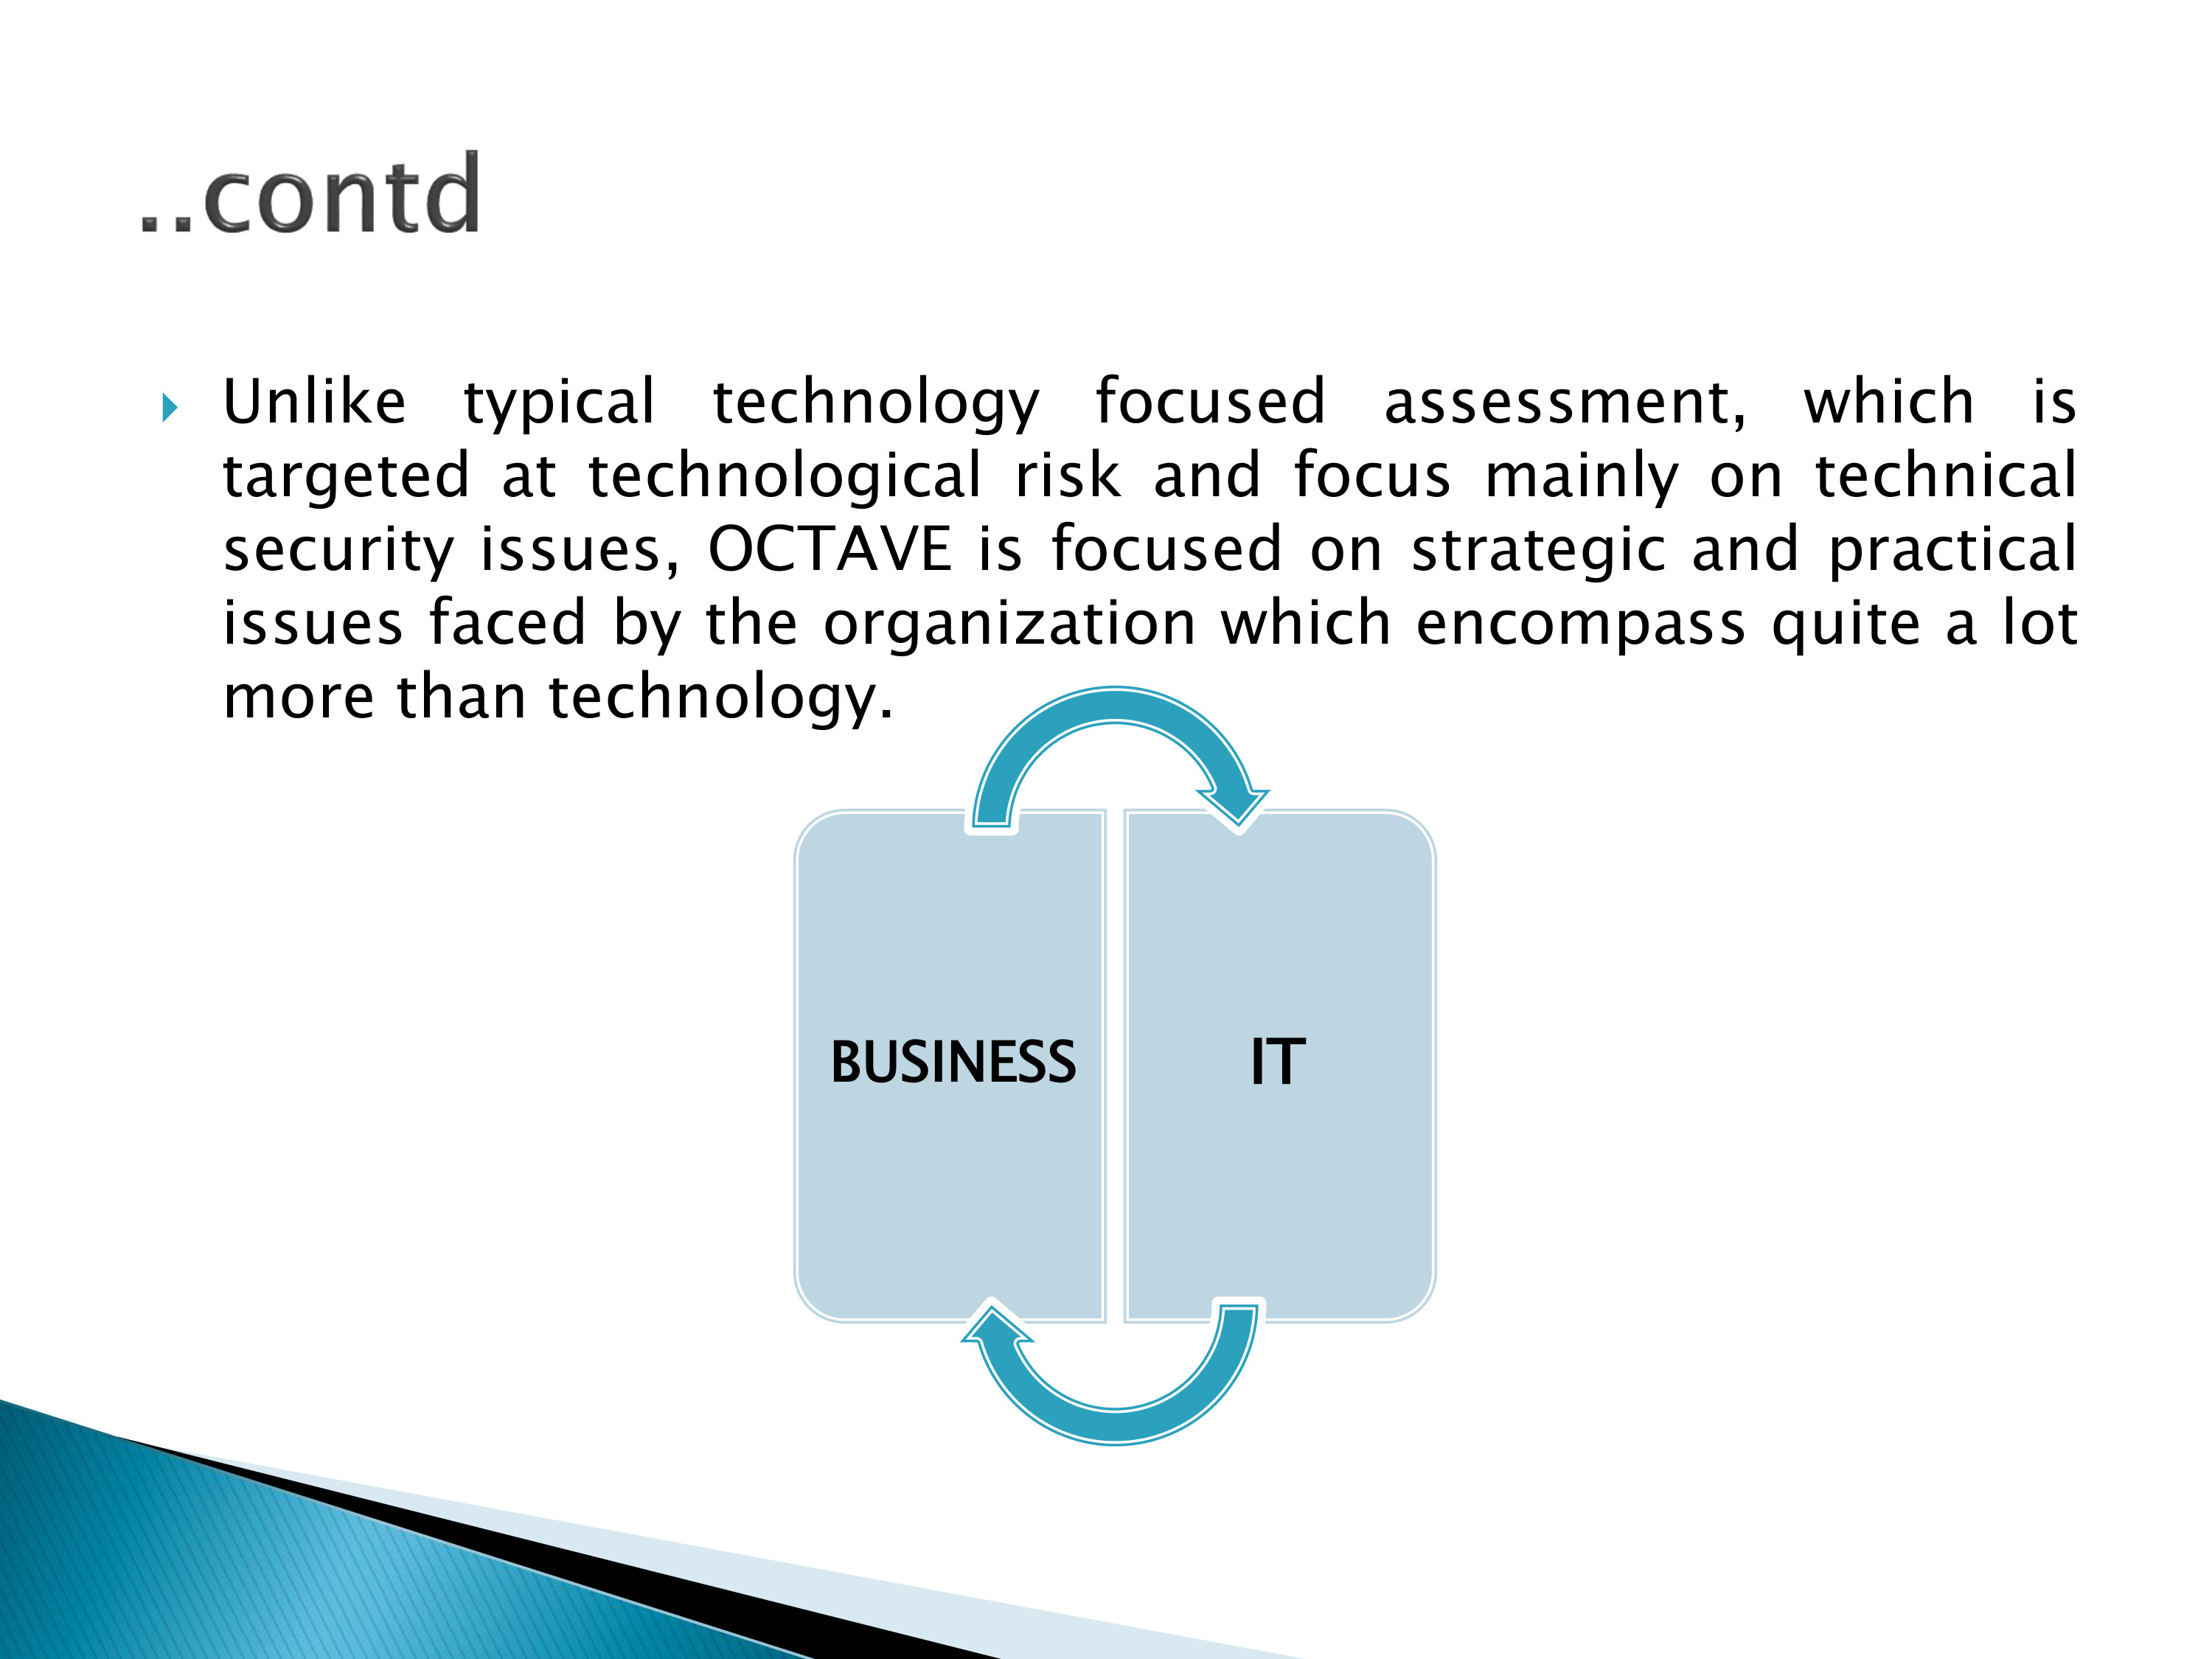 ..contd
Unlike typical technology focused assessment, which is
targeted at technological risk and focus mainly on technical
security issues, OCTAVE is focused on strategic and practical
issues faced by the organization which encompass quite a lot
more than technology.
BUSINESS
IT